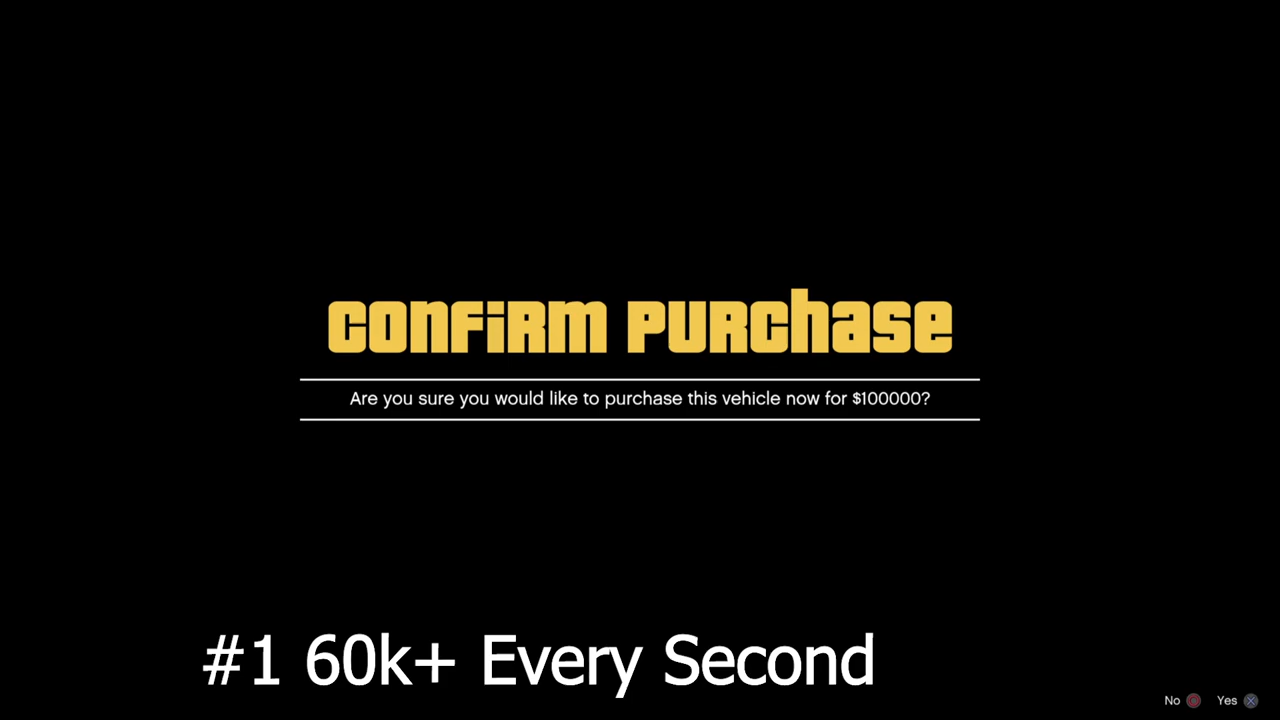 CONFIRM PURCHASE
Are you sure you would like to purchase this vehicle now for $100000?
#1 60k+ Every Second
No Yes